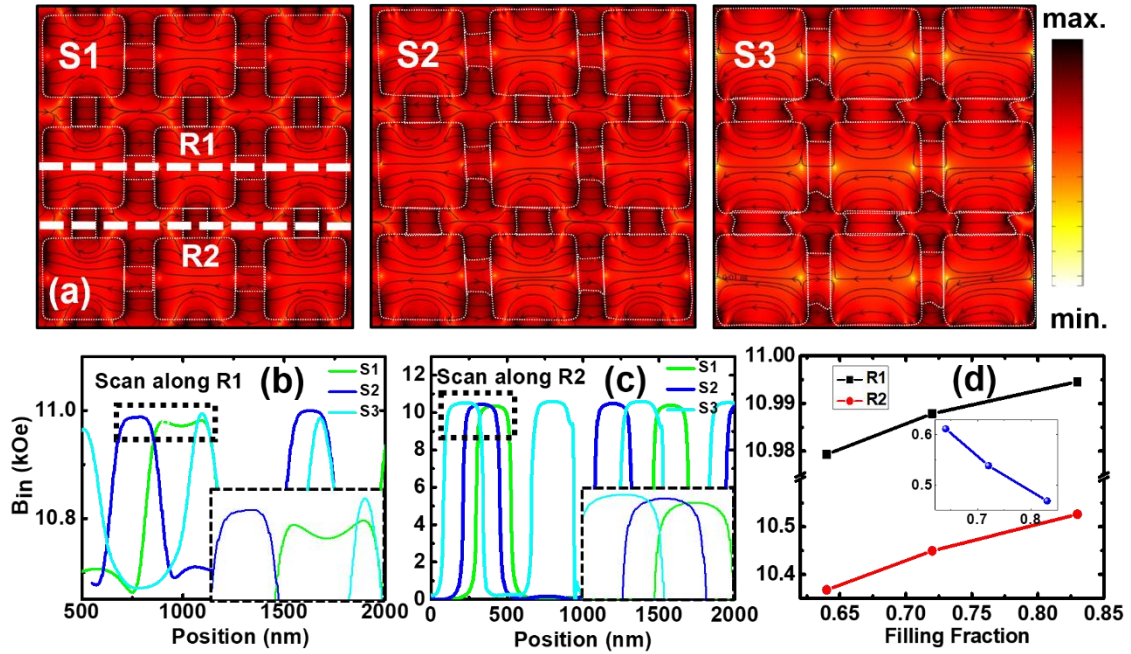 S1
S2
S3
max.
R1
R2
(a)
min.
Scan along R1
(b)
S1
S2
S3
11.0
10.8
Bin (kOe)
500
1000
1500
2000
Position (nm)
Scan along R2
(c)
S1
S2
S3
12
10
8
6
4
2
0
0
500
1000
1500
2000
Position (nm)
(d)
R1
R2
11.00
10.99
10.98
10.5
10.4
0.6
0.5
0.7
0.8
0.65
0.70
0.75
0.80
0.85
Filling Fraction